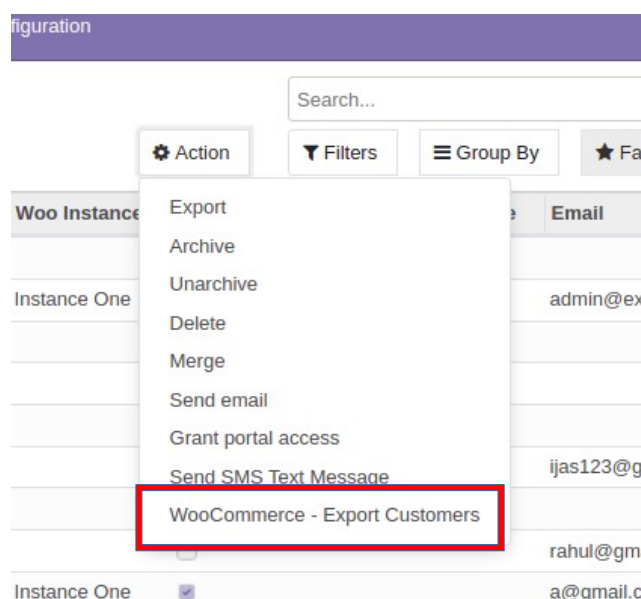 figuration
Search...
Action
Filters
Group By
Fa
Woo Instance
Email
Export
Archive
Unarchive
Instance One
admin@ex
Delete
Merge
Send email
Grant portal access
Send SMS Text Message
ijas123@g
WooCommerce - Export Customers
rahul@gm
Instance One
a@gmail.c